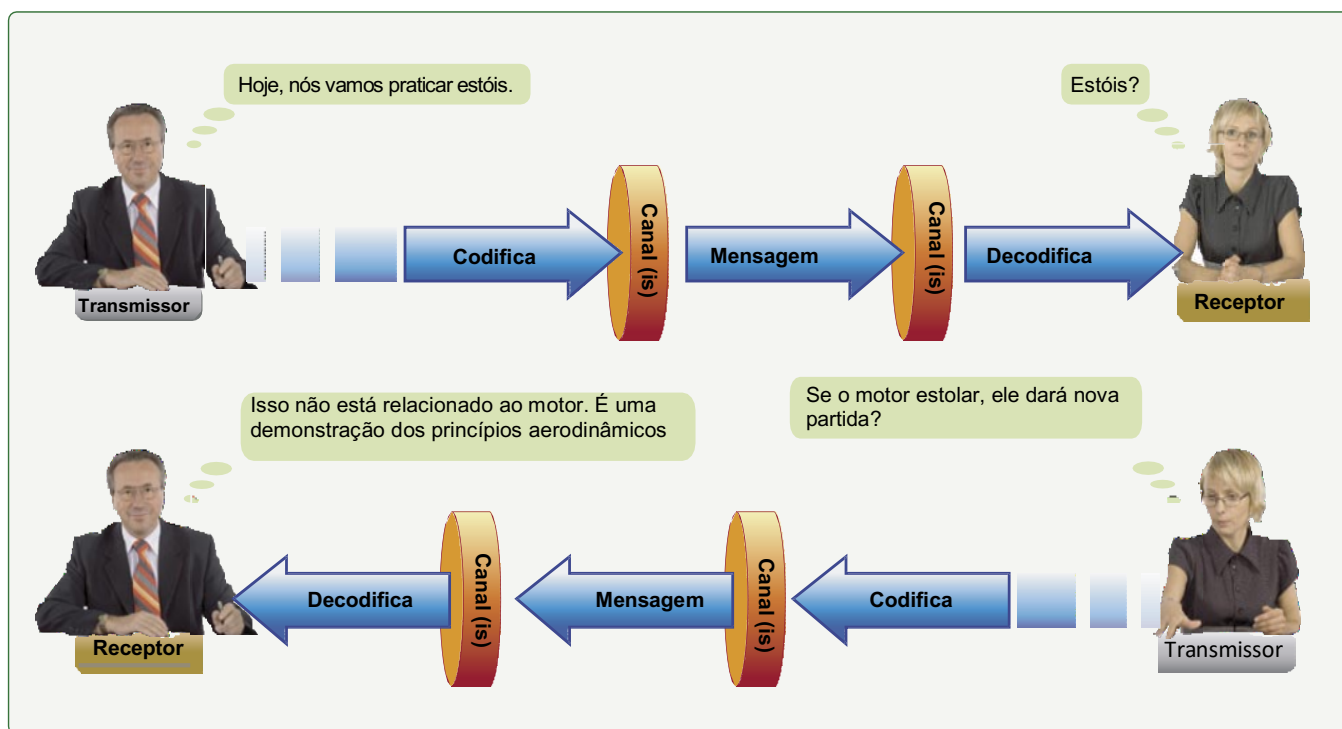 Hoje, nós vamos praticar estóis.
Estóis?
Codifica
Canal (is)
Mensagem
Canal (is)
Decodifica
Transmissor
Receptor
Isso não está relacionado ao motor. É uma
demonstração dos princípios aerodinâmicos
Se o motor estolar, ele dará nova
partida?
Decodifica
Canal (is)
Mensagem
Canal (is)
Codifica
Receptor
Transmissor